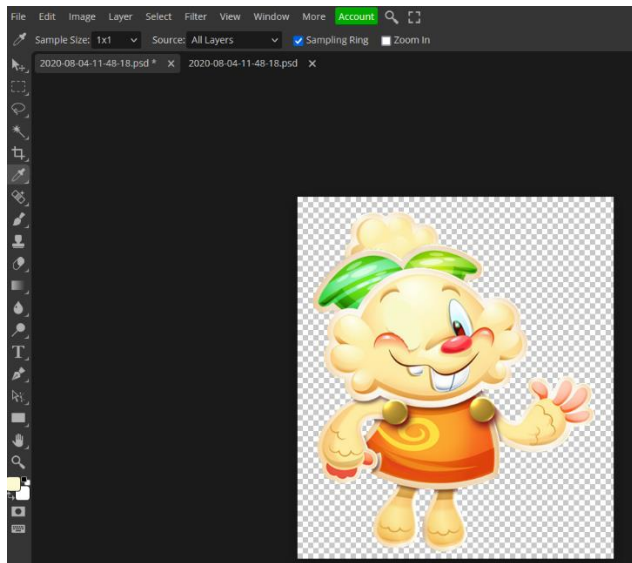 File Edit Image Layer Select Filter View Window More Account
Sample Size: 1x1 Source: All Layers Sampling Ring Zoom In
2020-08-04-11-48-18.psd * X 2020-08-04-11-48-18.psd X
T